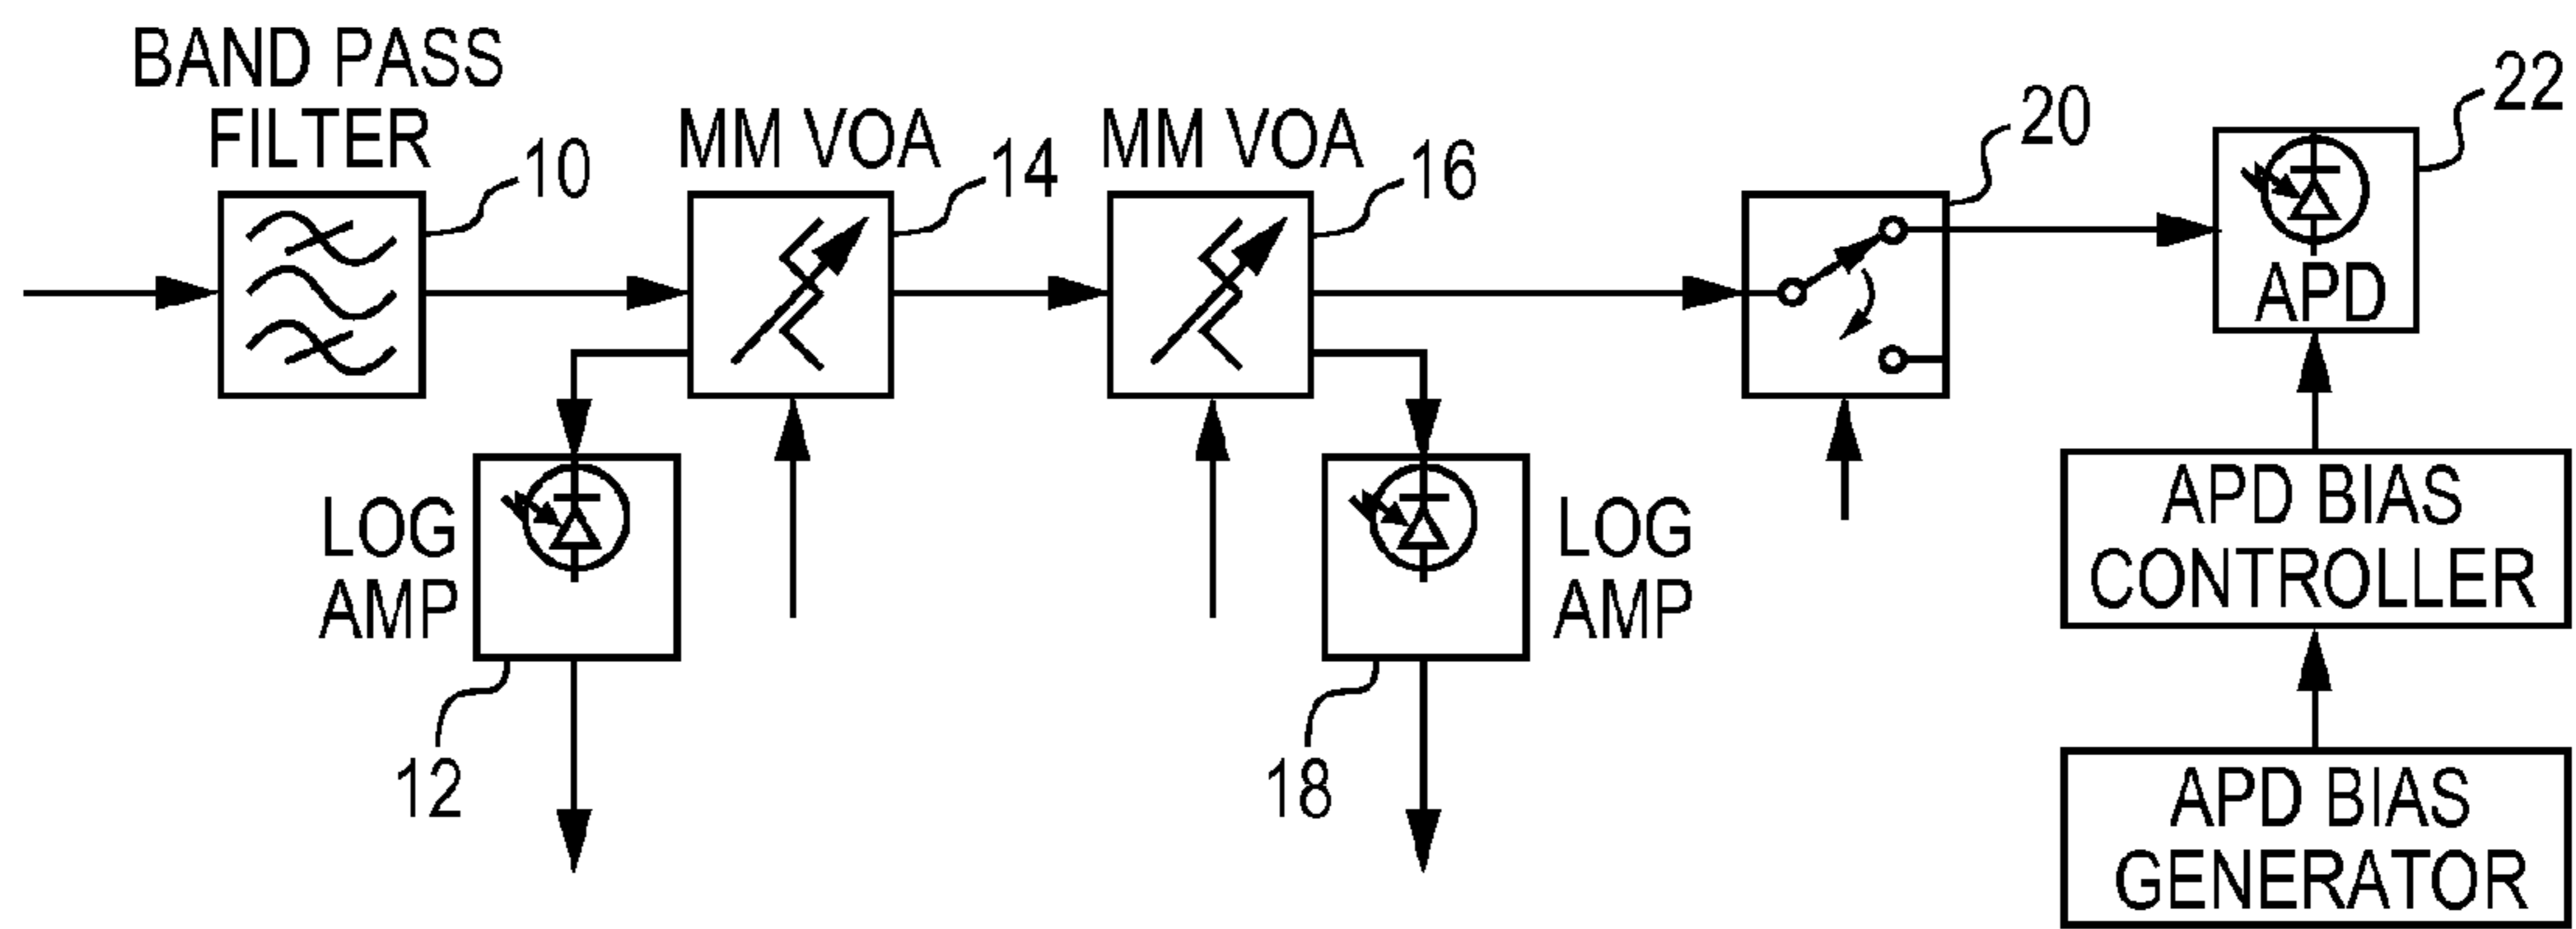 BAND PASS
FILTER
10
MM VOA
14
MM VOA
16
20
22
APD
LOG
AMP
12
LOG
AMP
18
APD BIAS
CONTROLLER
APD BIAS
GENERATOR